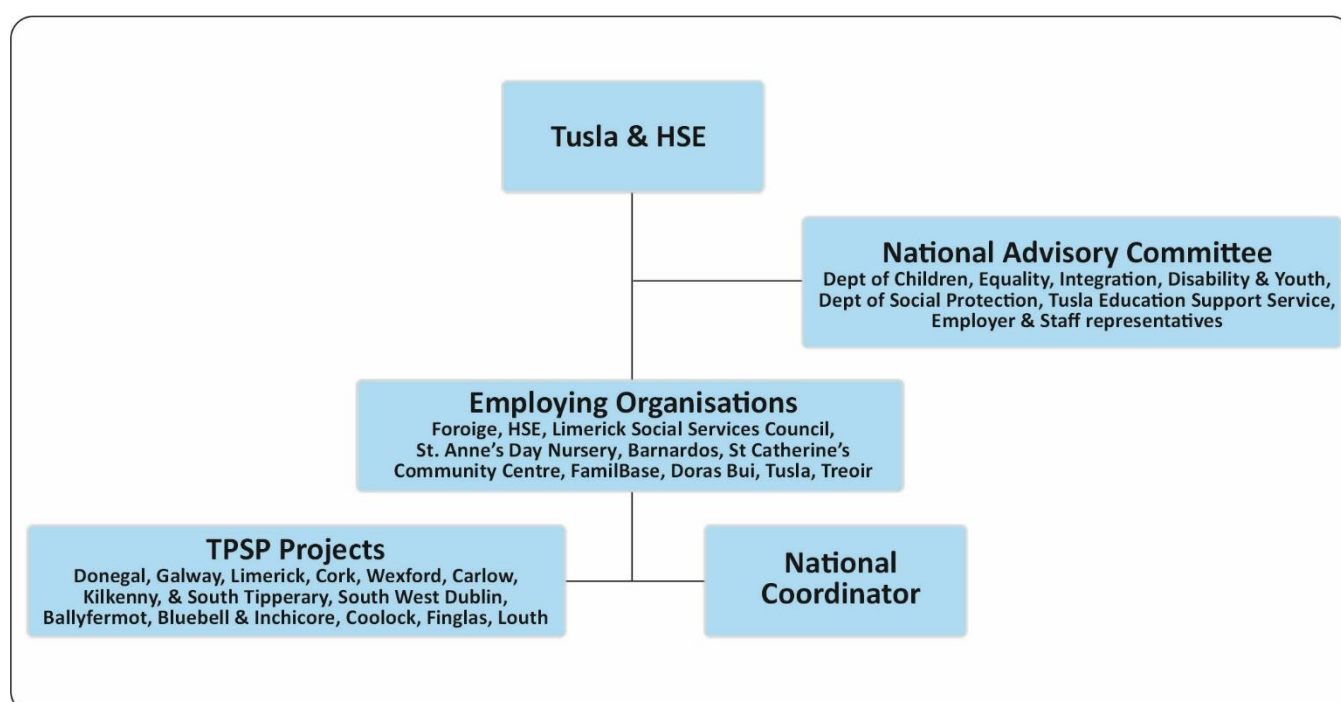 Tusla & HSE
National Advisory Committee
Dept of Children, Equality, Integration, Disability & Youth,
Dept of Social Protection, Tusla Education Support Service,
Employer & Staff representatives
Employing Organisations
Foroige, HSE, Limerick Social Services Council,
St. Anne’s Day Nursery, Barnardos, St Catherine’s
Community Centre, FamilBase, Doras Bui, Tusla, Treoir
TPSP Projects
Donegal, Galway, Limerick, Cork, Wexford, Carlow,
Kilkenny, & South Tipperary, South West Dublin,
Ballyfermot, Bluebell & Inchicore, Coolock, Finglas, Louth
National
Coordinator